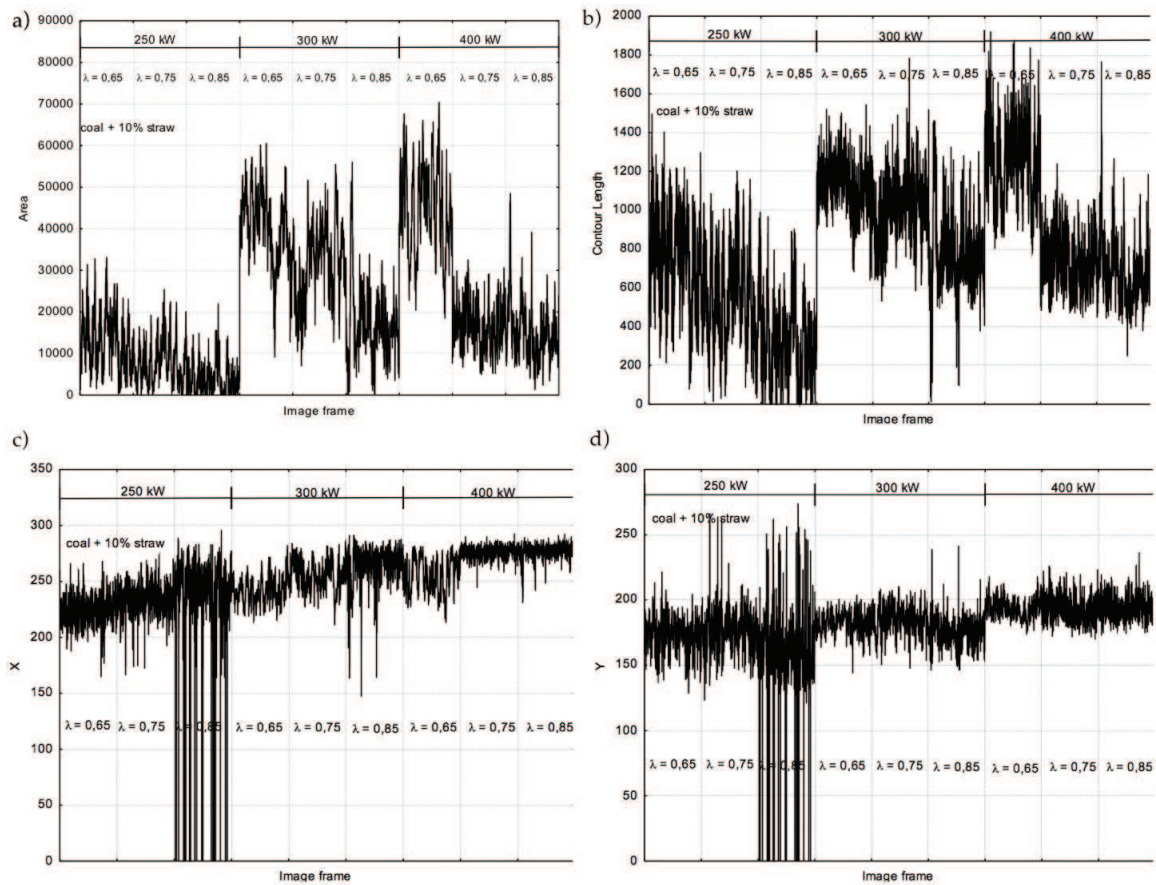 a)
90000
80000
70000
60000
50000
40000
30000
20000
10000
0
Area
250 kW 300 kW 400 kW
λ = 0,65 λ = 0,75 λ = 0,85 λ = 0,65 λ = 0,75 λ = 0,85 λ = 0,65 λ = 0,75 λ = 0,85
coal + 10% straw
Image frame
b)
2000
1800
1600
1400
1200
1000
800
600
400
200
0
Contour Length
250 kW 300 kW 400 kW
λ = 0,65 λ = 0,75 λ = 0,85 λ = 0,65 λ = 0,75 λ = 0,85 λ = 0,65 λ = 0,75 λ = 0,85
coal + 10% straw
Image frame
c)
350
300
250
200
150
100
50
0
X
250 kW 300 kW 400 kW
coal + 10% straw
λ = 0,65 λ = 0,75 λ = 0,85 λ = 0,65 λ = 0,75 λ = 0,85 λ = 0,65 λ = 0,75 λ = 0,85
Image frame
d)
300
250
200
150
100
50
0
Y
250 kW 300 kW 400 kW
coal + 10% straw
λ = 0,65 λ = 0,75 λ = 0,85 λ = 0,65 λ = 0,75 λ = 0,85 λ = 0,65 λ = 0,75 λ = 0,85
Image frame